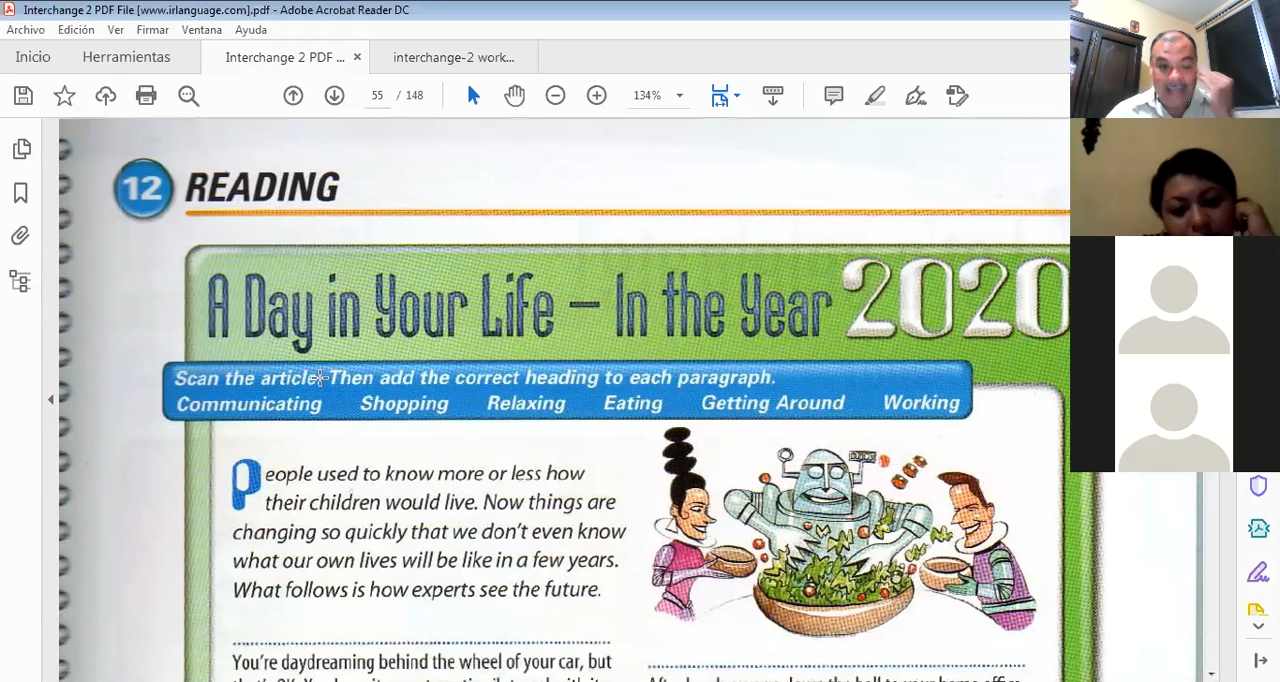 Interchange 2 PDF File [www.irlanguage.com].pdf - Adobe Acrobat Reader DC
Archivo Edición Ver Firmar Ventana Ayuda
Inicio Herramientas Interchange 2 PDF ... × interchange-2 work...
55 / 148 134%
12 READING
A Day in Your Life – In the Year 2020
Scan the article. Then add the correct heading to each paragraph.
Communicating Shopping Relaxing Eating Getting Around Working
People used to know more or less how
their children would live. Now things are
changing so quickly that we don't even know
what our own lives will be like in a few years.
What follows is how experts see the future.
You're daydreaming behind the wheel of your car, but